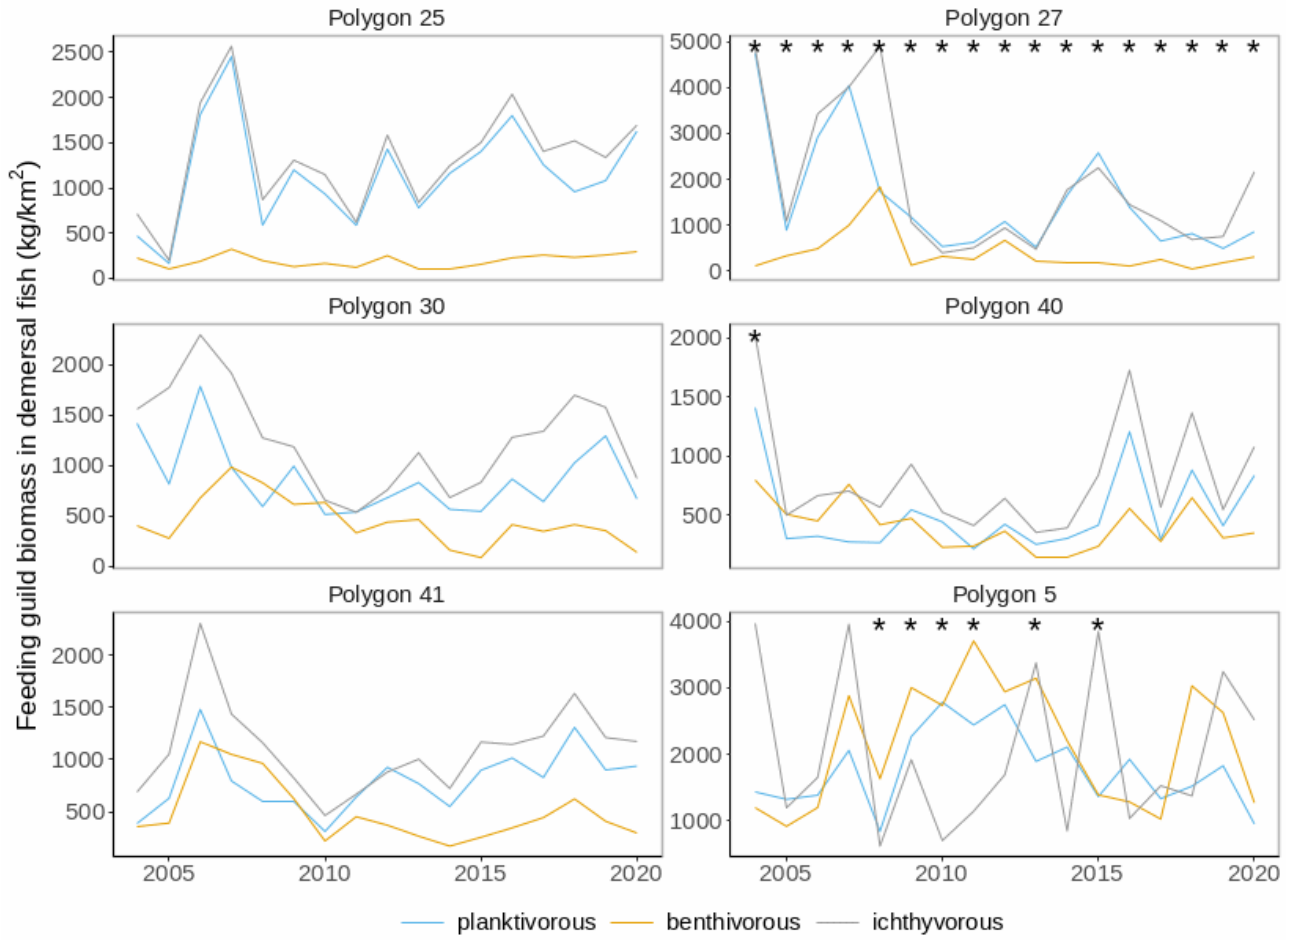 Feeding guild biomass in demersal fish (kg/km²)
Polygon 25
2500
2000
1500
1000
500
0
Polygon 27
* * * * * * * * * * * * * * * * *
5000
4000
3000
2000
1000
0
Polygon 30
2000
1500
1000
500
0
Polygon 40
*
2000
1500
1000
500
Polygon 41
2000
1500
1000
500
2005 2010 2015 2020
Polygon 5
* * * * * *
4000
3000
2000
1000
2005 2010 2015 2020
planktivorous benthivorous ichthyvorous